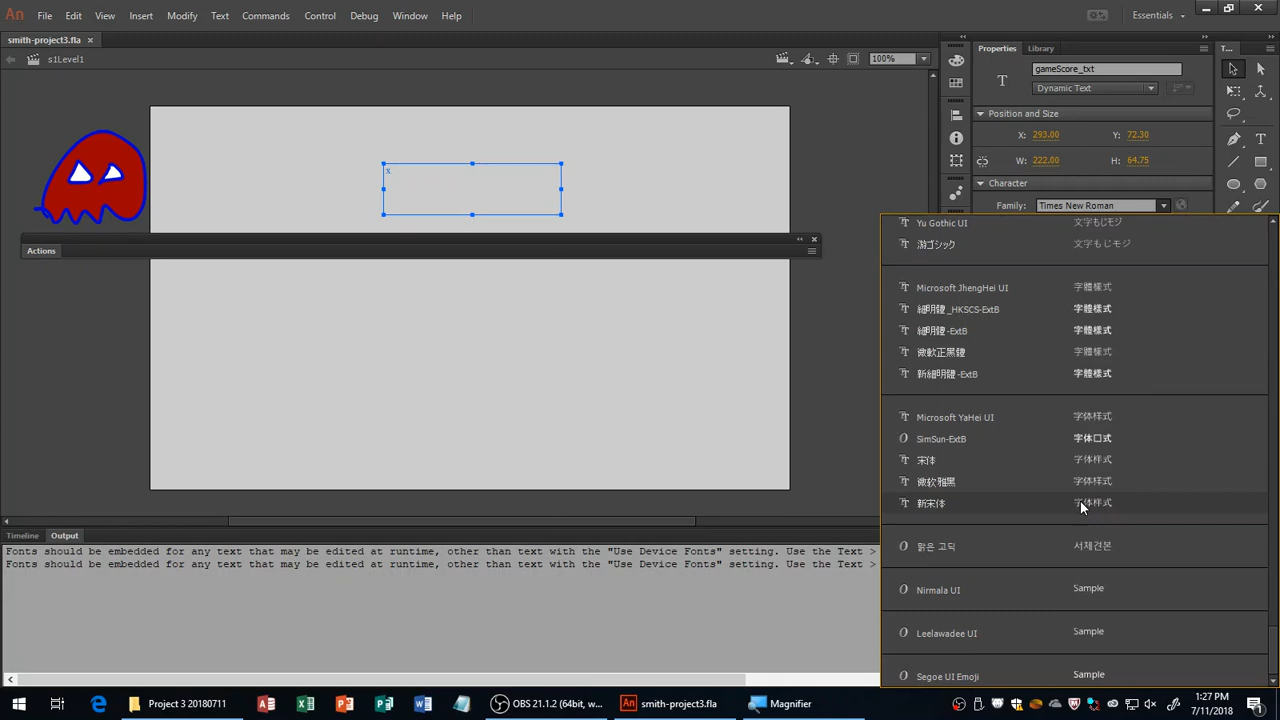 An File Edit View Insert Modify Text Commands Control Debug Window Help Essentials
smith-project3.fla ×
s1Level1 100%
Properties Library T...
gameScore_txt
T Dynamic Text
Position and Size
X: 293.00 Y: 72.30
W: 222.00 H: 64.75
Character
Family: Times New Roman
x
Actions
Yu Gothic UI 文字もじモジ
游ゴシック 文字もじモジ
Microsoft JhengHei UI 字體樣式
細明體_HKSCS-ExtB 字體樣式
細明體-ExtB 字體樣式
微軟正黑體 字體樣式
新細明體-ExtB 字體樣式
Microsoft YaHei UI 字体样式
SimSun-ExtB 字体口式
宋体 字体样式
微软雅黑 字体样式
新宋体 字体样式
맑은 고딕 서체견본
Nirmala UI Sample
Leelawadee UI Sample
Segoe UI Emoji Sample
Timeline Output
Fonts should be embedded for any text that may be edited at runtime, other than text with the "Use Device Fonts" setting. Use the Text >
Fonts should be embedded for any text that may be edited at runtime, other than text with the "Use Device Fonts" setting. Use the Text >
Project 3 20180711 OBS 21.1.2 (64bit, w... An smith-project3.fla Magnifier 1:27 PM
7/11/2018